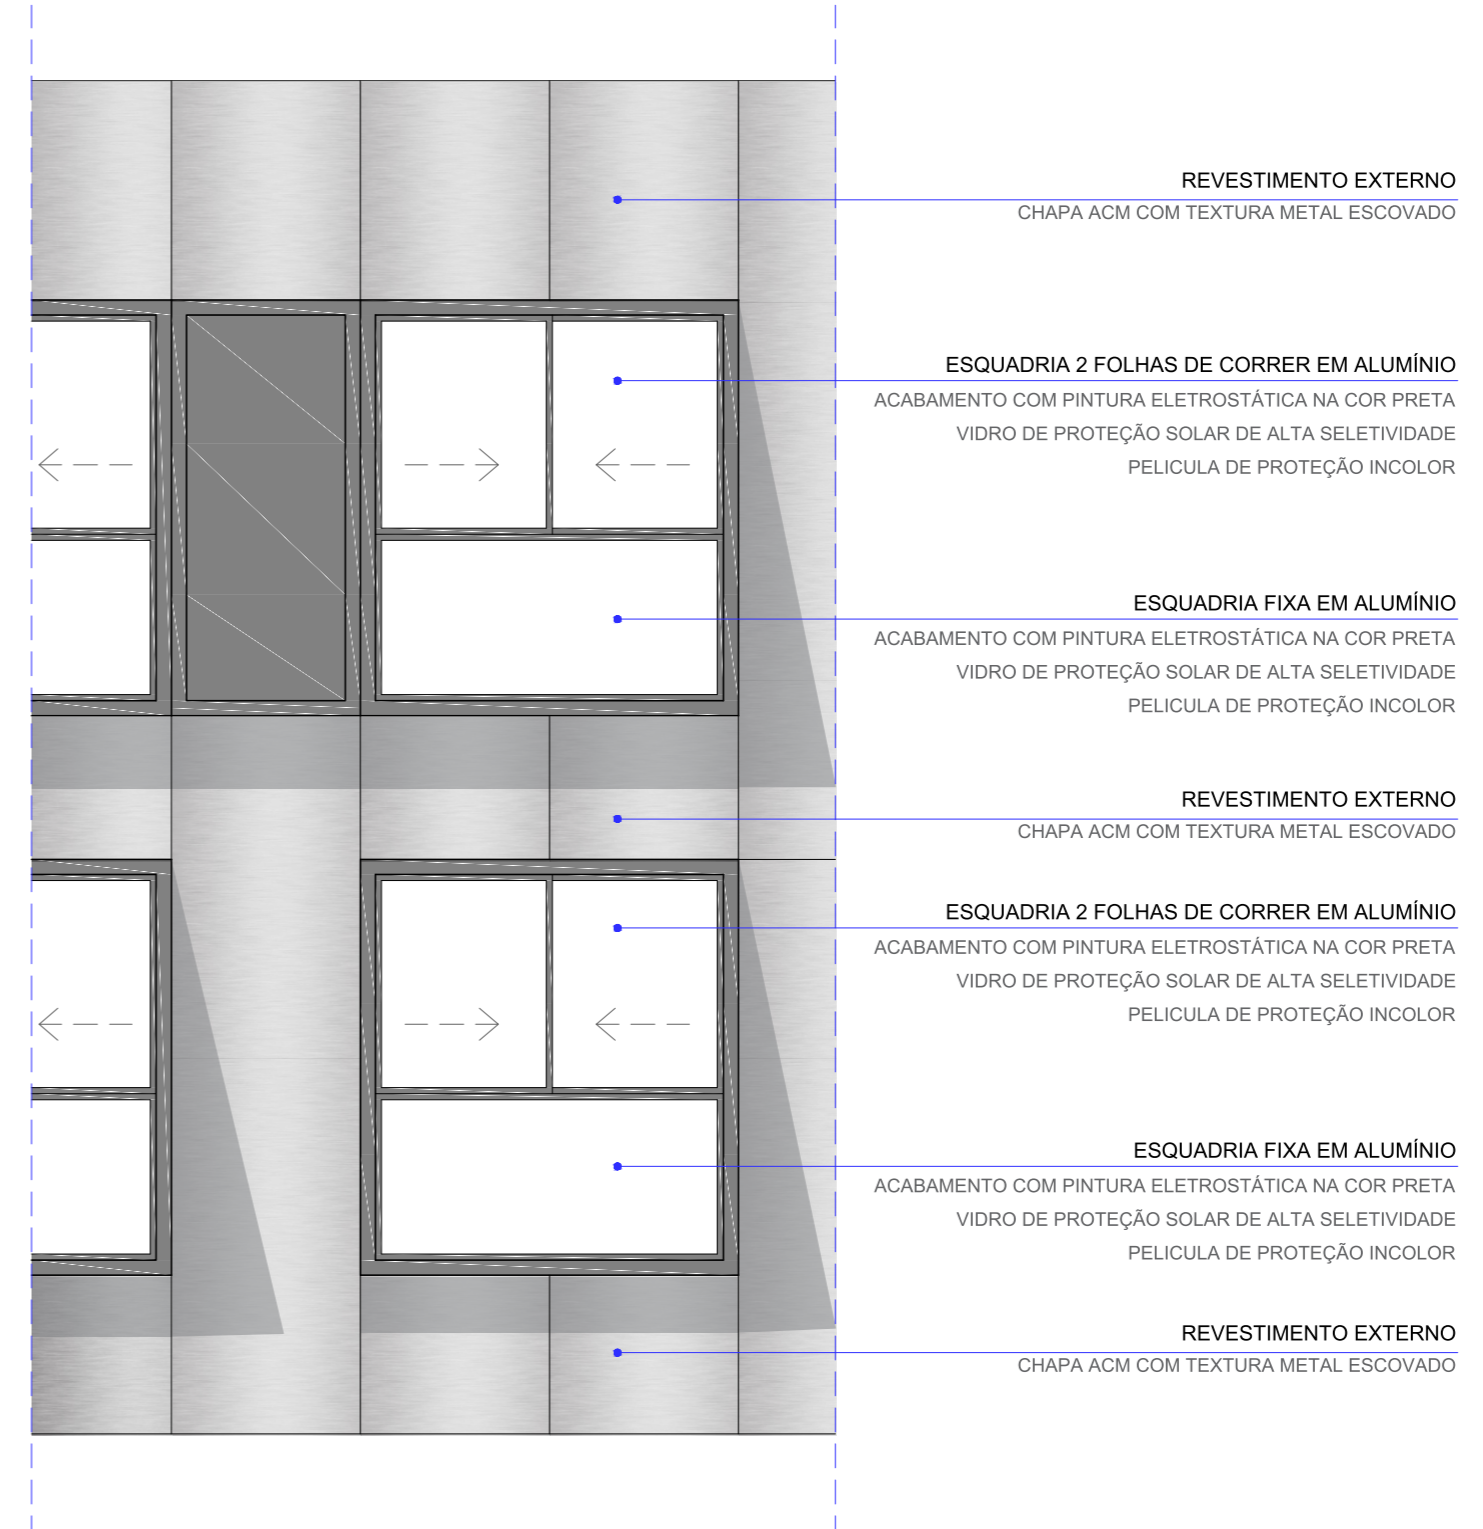 REVESTIMENTO EXTERNO
CHAPA ACM COM TEXTURA METAL ESCOVADO
ESQUADRIA 2 FOLHAS DE CORRER EM ALUMÍNIO
ACABAMENTO COM PINTURA ELETROSTÁTICA NA COR PRETA
VIDRO DE PROTEÇÃO SOLAR DE ALTA SELETIVIDADE
PELICULA DE PROTEÇÃO INCOLOR
ESQUADRIA FIXA EM ALUMÍNIO
ACABAMENTO COM PINTURA ELETROSTÁTICA NA COR PRETA
VIDRO DE PROTEÇÃO SOLAR DE ALTA SELETIVIDADE
PELICULA DE PROTEÇÃO INCOLOR
REVESTIMENTO EXTERNO
CHAPA ACM COM TEXTURA METAL ESCOVADO
ESQUADRIA 2 FOLHAS DE CORRER EM ALUMÍNIO
ACABAMENTO COM PINTURA ELETROSTÁTICA NA COR PRETA
VIDRO DE PROTEÇÃO SOLAR DE ALTA SELETIVIDADE
PELICULA DE PROTEÇÃO INCOLOR
ESQUADRIA FIXA EM ALUMÍNIO
ACABAMENTO COM PINTURA ELETROSTÁTICA NA COR PRETA
VIDRO DE PROTEÇÃO SOLAR DE ALTA SELETIVIDADE
PELICULA DE PROTEÇÃO INCOLOR
REVESTIMENTO EXTERNO
CHAPA ACM COM TEXTURA METAL ESCOVADO